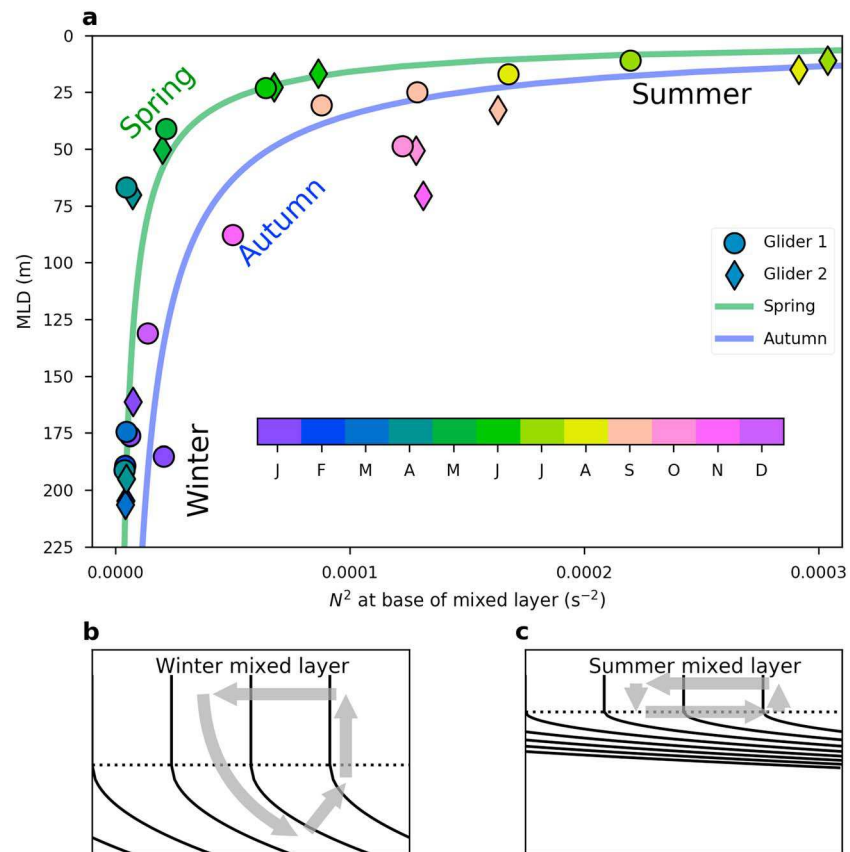 a
0
25
50
75
100
125
150
175
200
225
MLD (m)
Spring
Summer
Autumn
Winter
Glider 1
Glider 2
Spring
Autumn
J F M A M J J A S O N D
0.0000 0.0001 0.0002 0.0003
N² at base of mixed layer (s⁻²)
b
Winter mixed layer
c
Summer mixed layer